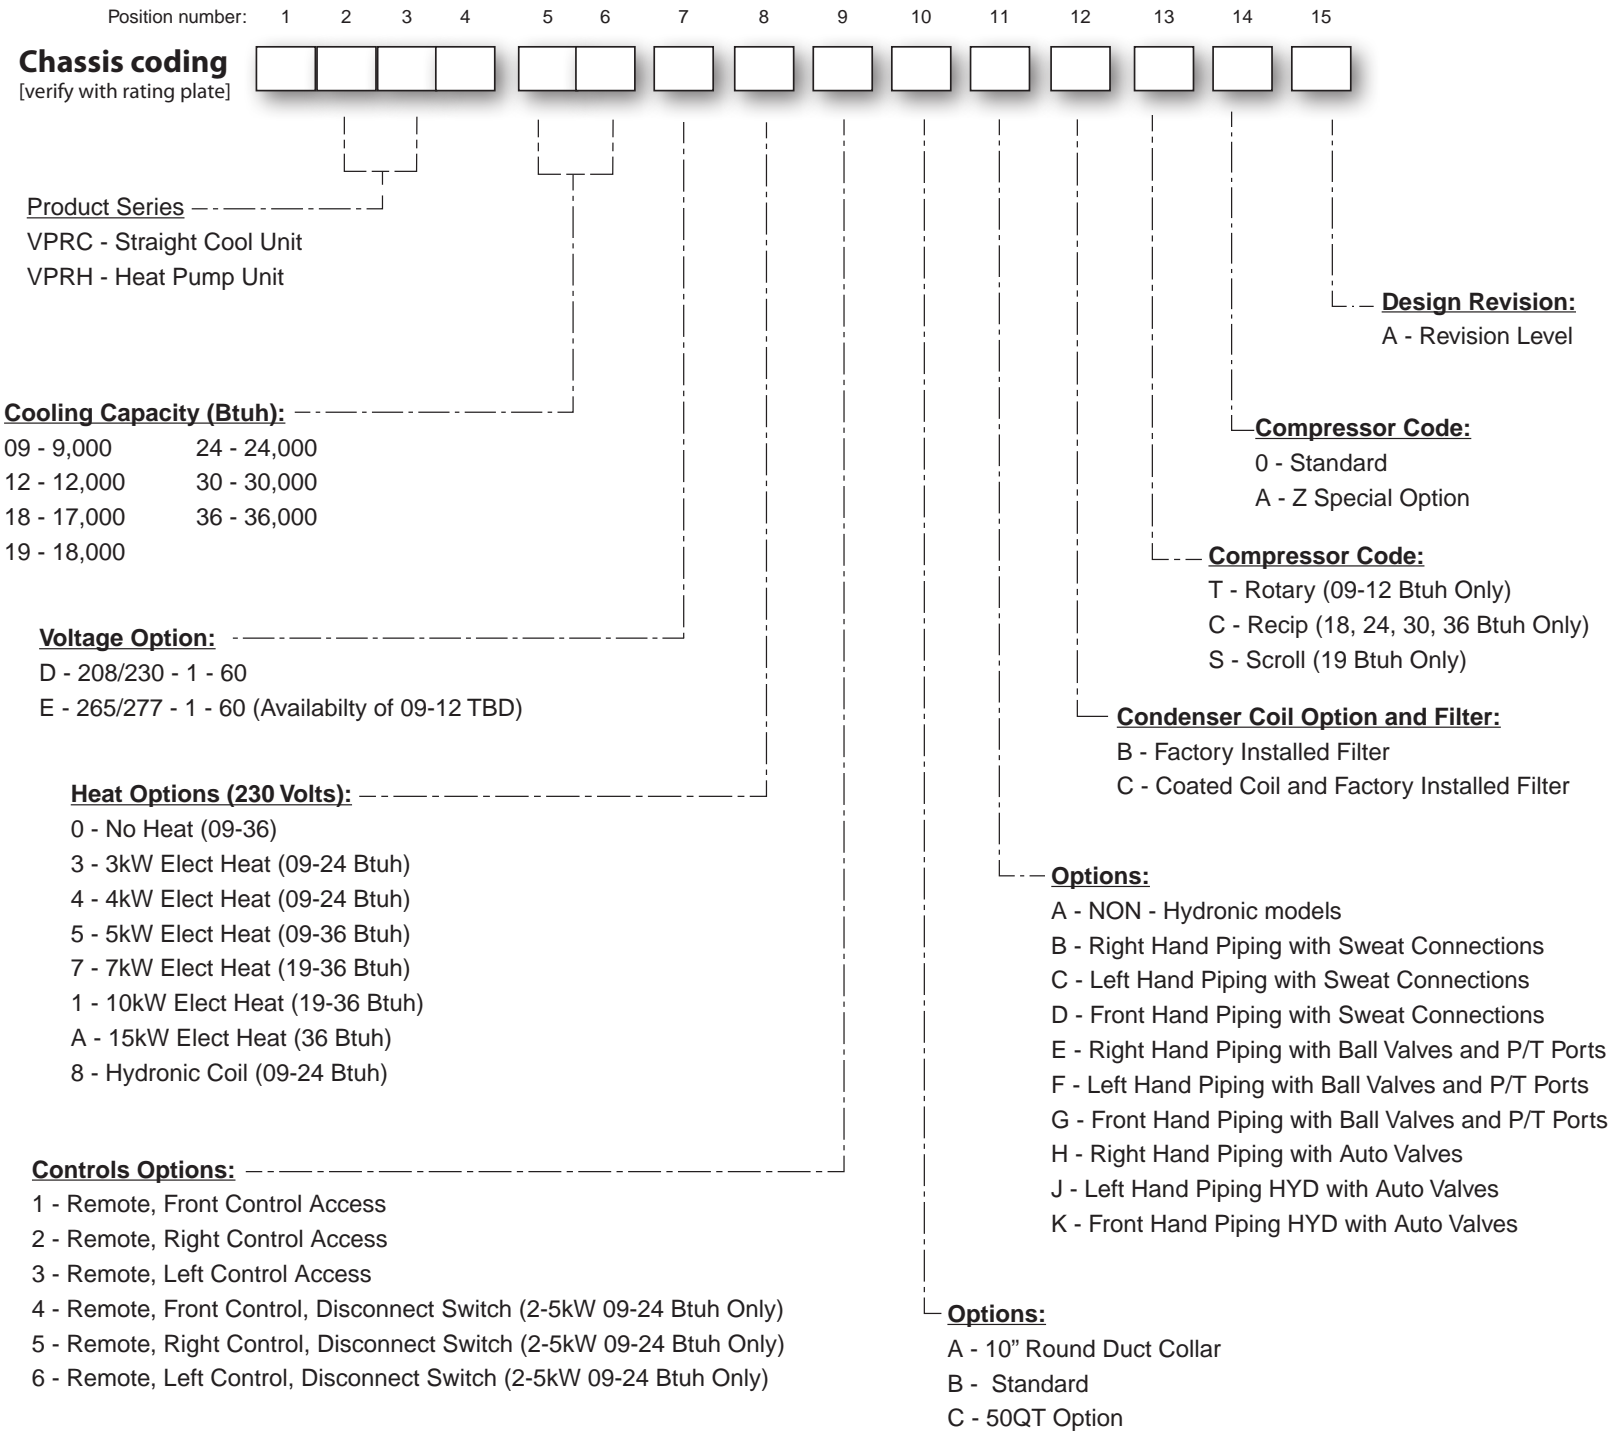 Position number: 1 2 3 4 5 6 7 8 9 10 11 12 13 14 15
Chassis coding
[verify with rating plate]
Product Series
VPRC - Straight Cool Unit
VPRH - Heat Pump Unit
Cooling Capacity (Btuh):
09 - 9,000 24 - 24,000
12 - 12,000 30 - 30,000
18 - 17,000 36 - 36,000
19 - 18,000
Voltage Option:
D - 208/230 - 1 - 60
E - 265/277 - 1 - 60 (Availabilty of 09-12 TBD)
Heat Options (230 Volts):
0 - No Heat (09-36)
3 - 3kW Elect Heat (09-24 Btuh)
4 - 4kW Elect Heat (09-24 Btuh)
5 - 5kW Elect Heat (09-36 Btuh)
7 - 7kW Elect Heat (19-36 Btuh)
1 - 10kW Elect Heat (19-36 Btuh)
A - 15kW Elect Heat (36 Btuh)
8 - Hydronic Coil (09-24 Btuh)
Controls Options:
1 - Remote, Front Control Access
2 - Remote, Right Control Access
3 - Remote, Left Control Access
4 - Remote, Front Control, Disconnect Switch (2-5kW 09-24 Btuh Only)
5 - Remote, Right Control, Disconnect Switch (2-5kW 09-24 Btuh Only)
6 - Remote, Left Control, Disconnect Switch (2-5kW 09-24 Btuh Only)
Design Revision:
A - Revision Level
Compressor Code:
0 - Standard
A - Z Special Option
Compressor Code:
T - Rotary (09-12 Btuh Only)
C - Recip (18, 24, 30, 36 Btuh Only)
S - Scroll (19 Btuh Only)
Condenser Coil Option and Filter:
B - Factory Installed Filter
C - Coated Coil and Factory Installed Filter
Options:
A - NON - Hydronic models
B - Right Hand Piping with Sweat Connections
C - Left Hand Piping with Sweat Connections
D - Front Hand Piping with Sweat Connections
E - Right Hand Piping with Ball Valves and P/T Ports
F - Left Hand Piping with Ball Valves and P/T Ports
G - Front Hand Piping with Ball Valves and P/T Ports
H - Right Hand Piping with Auto Valves
J - Left Hand Piping HYD with Auto Valves
K - Front Hand Piping HYD with Auto Valves
Options:
A - 10” Round Duct Collar
B - Standard
C - 50QT Option